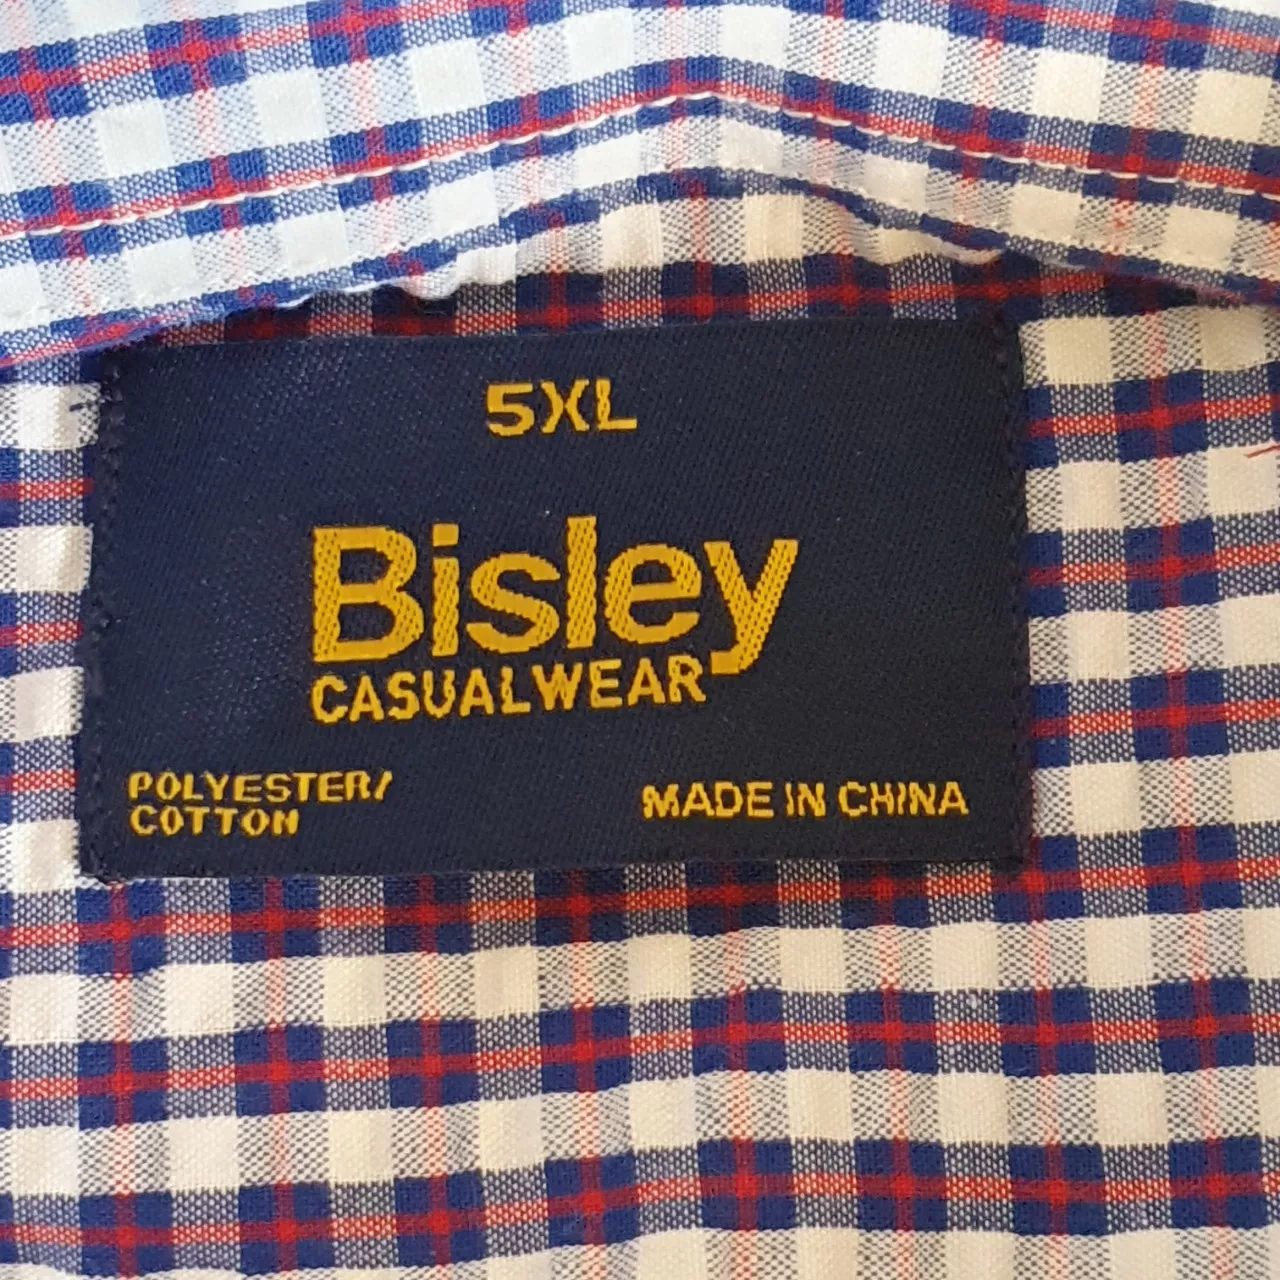 5XL
Bisley
CASUALWEAR
POLYESTER/
COTTON
MADE IN CHINA